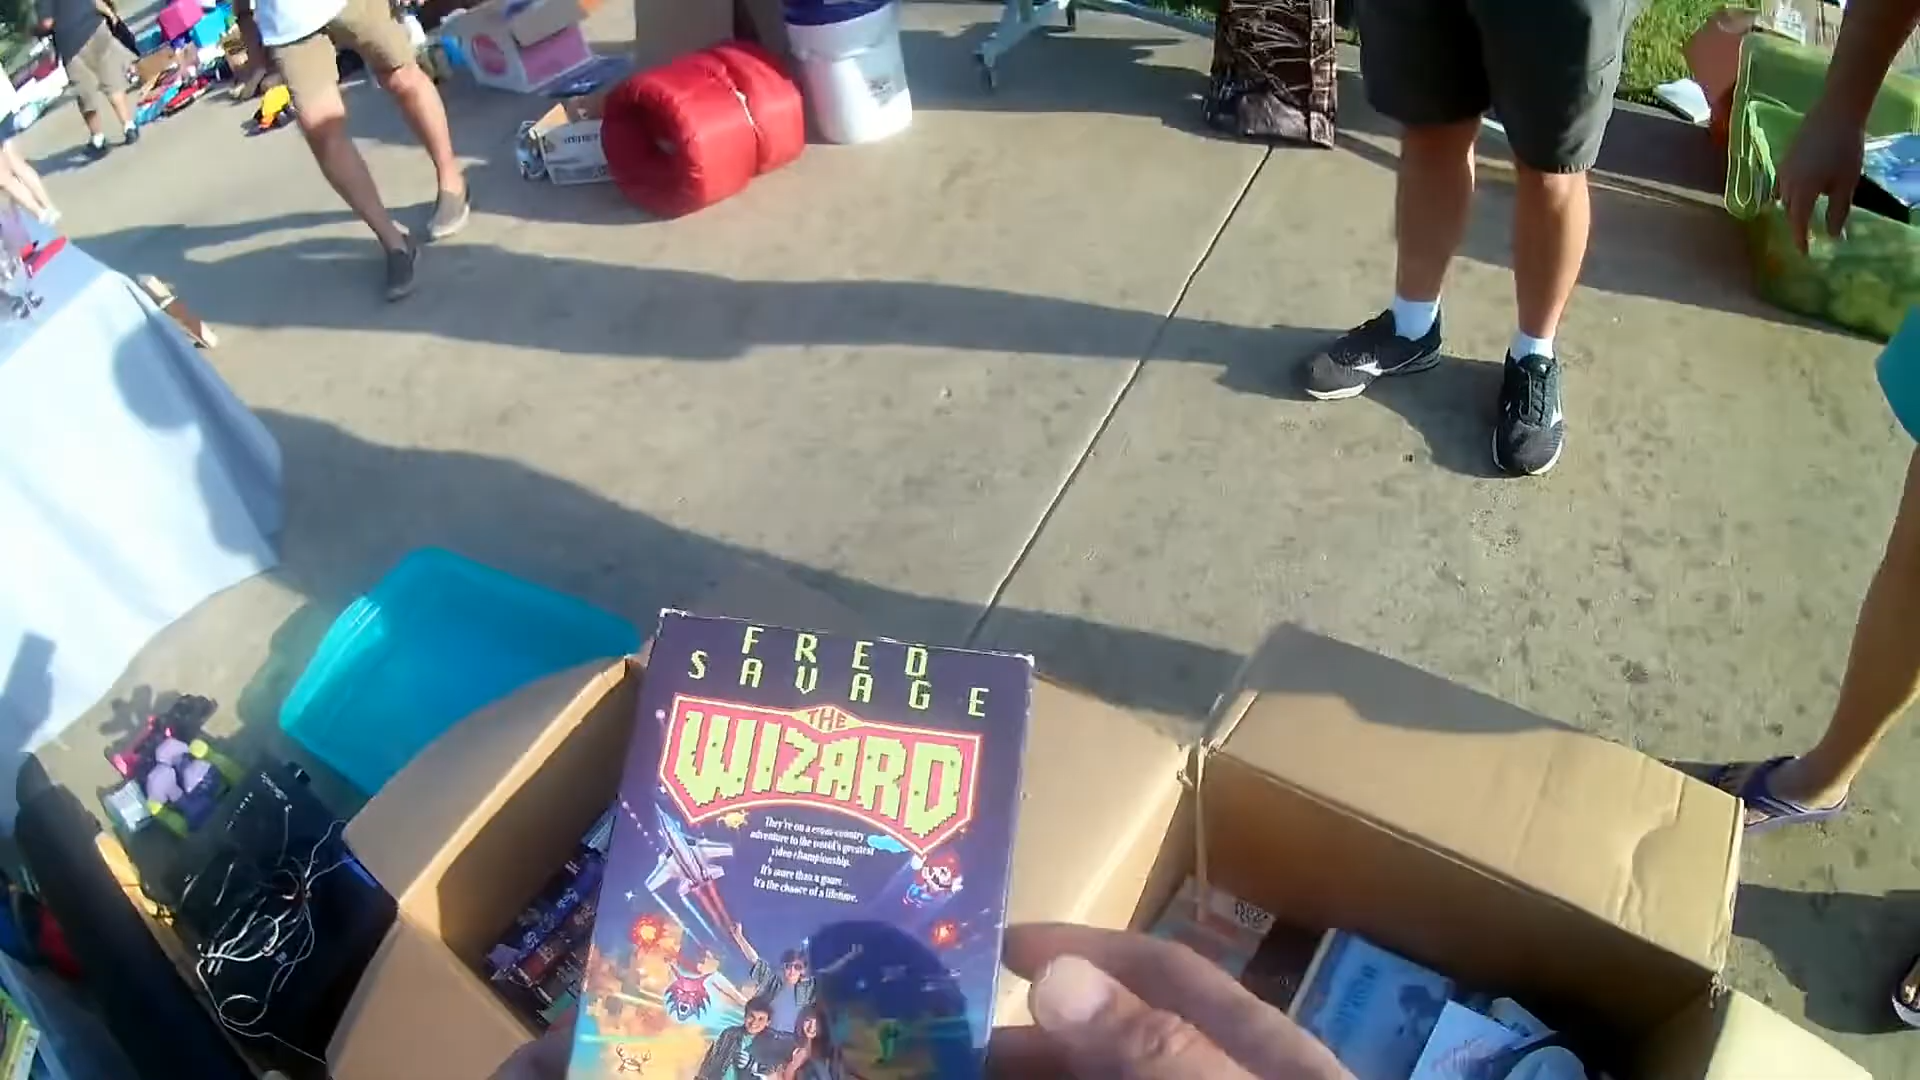 FRED
SAVAGE
THE
WIZARD
They're on a cross-country
adventure to the world's greatest
video championship.
It's more than a game...
It's the chance of a lifetime.